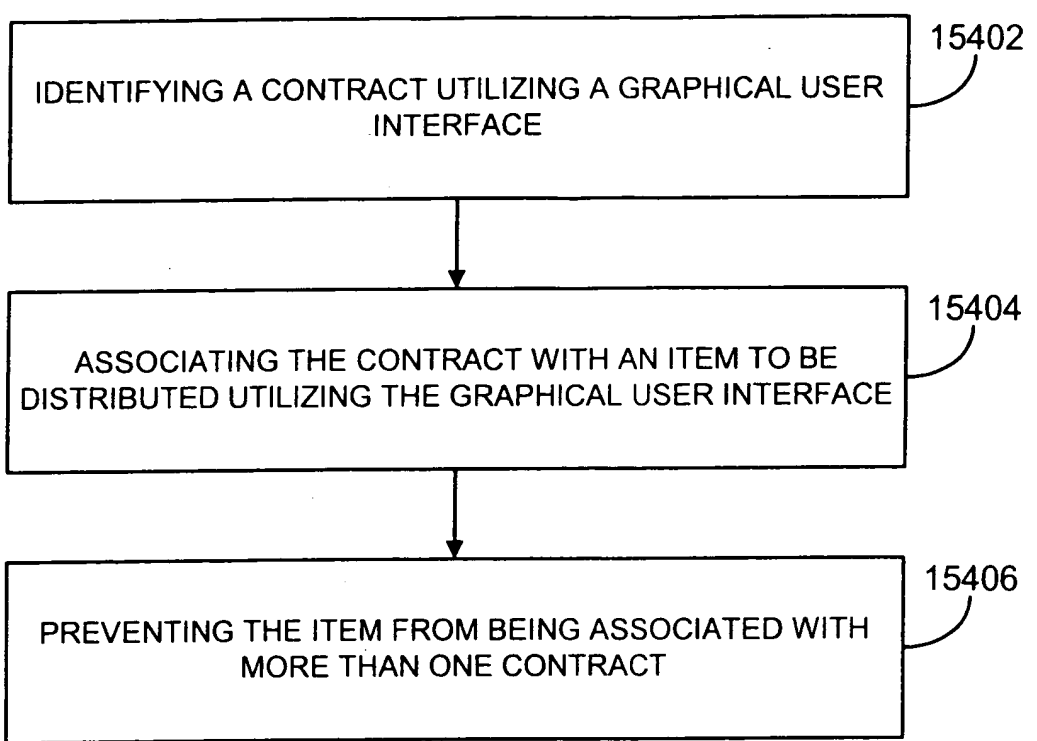 15402
IDENTIFYING A CONTRACT UTILIZING A GRAPHICAL USER
INTERFACE
15404
ASSOCIATING THE CONTRACT WITH AN ITEM TO BE
DISTRIBUTED UTILIZING THE GRAPHICAL USER INTERFACE
15406
PREVENTING THE ITEM FROM BEING ASSOCIATED WITH
MORE THAN ONE CONTRACT